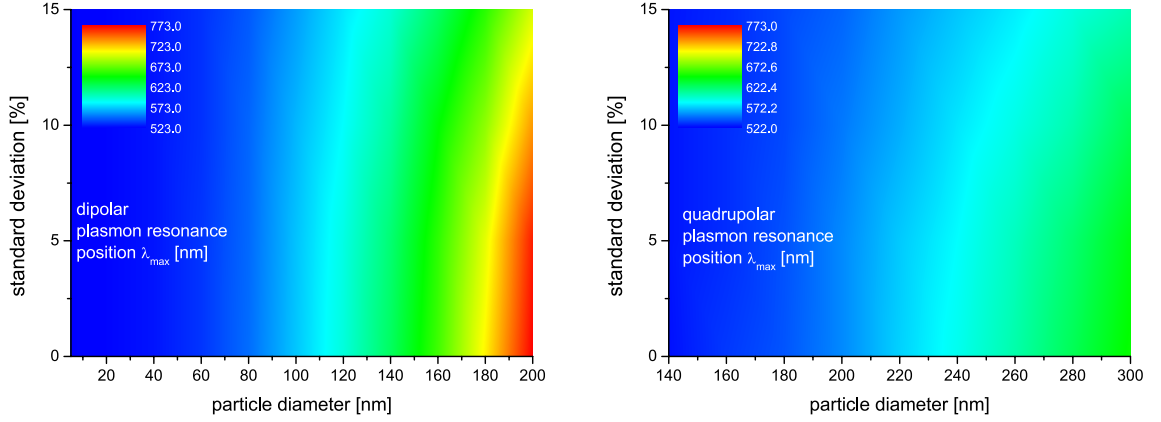 15
10
5
0
standard deviation [%]
773.0
723.0
673.0
623.0
573.0
523.0
dipolar
plasmon resonance
position λmax [nm]
20 40 60 80 100 120 140 160 180 200
particle diameter [nm]
15
10
5
0
standard deviation [%]
773.0
722.8
672.6
622.4
572.2
522.0
quadrupolar
plasmon resonance
position λmax [nm]
140 160 180 200 220 240 260 280 300
particle diameter [nm]